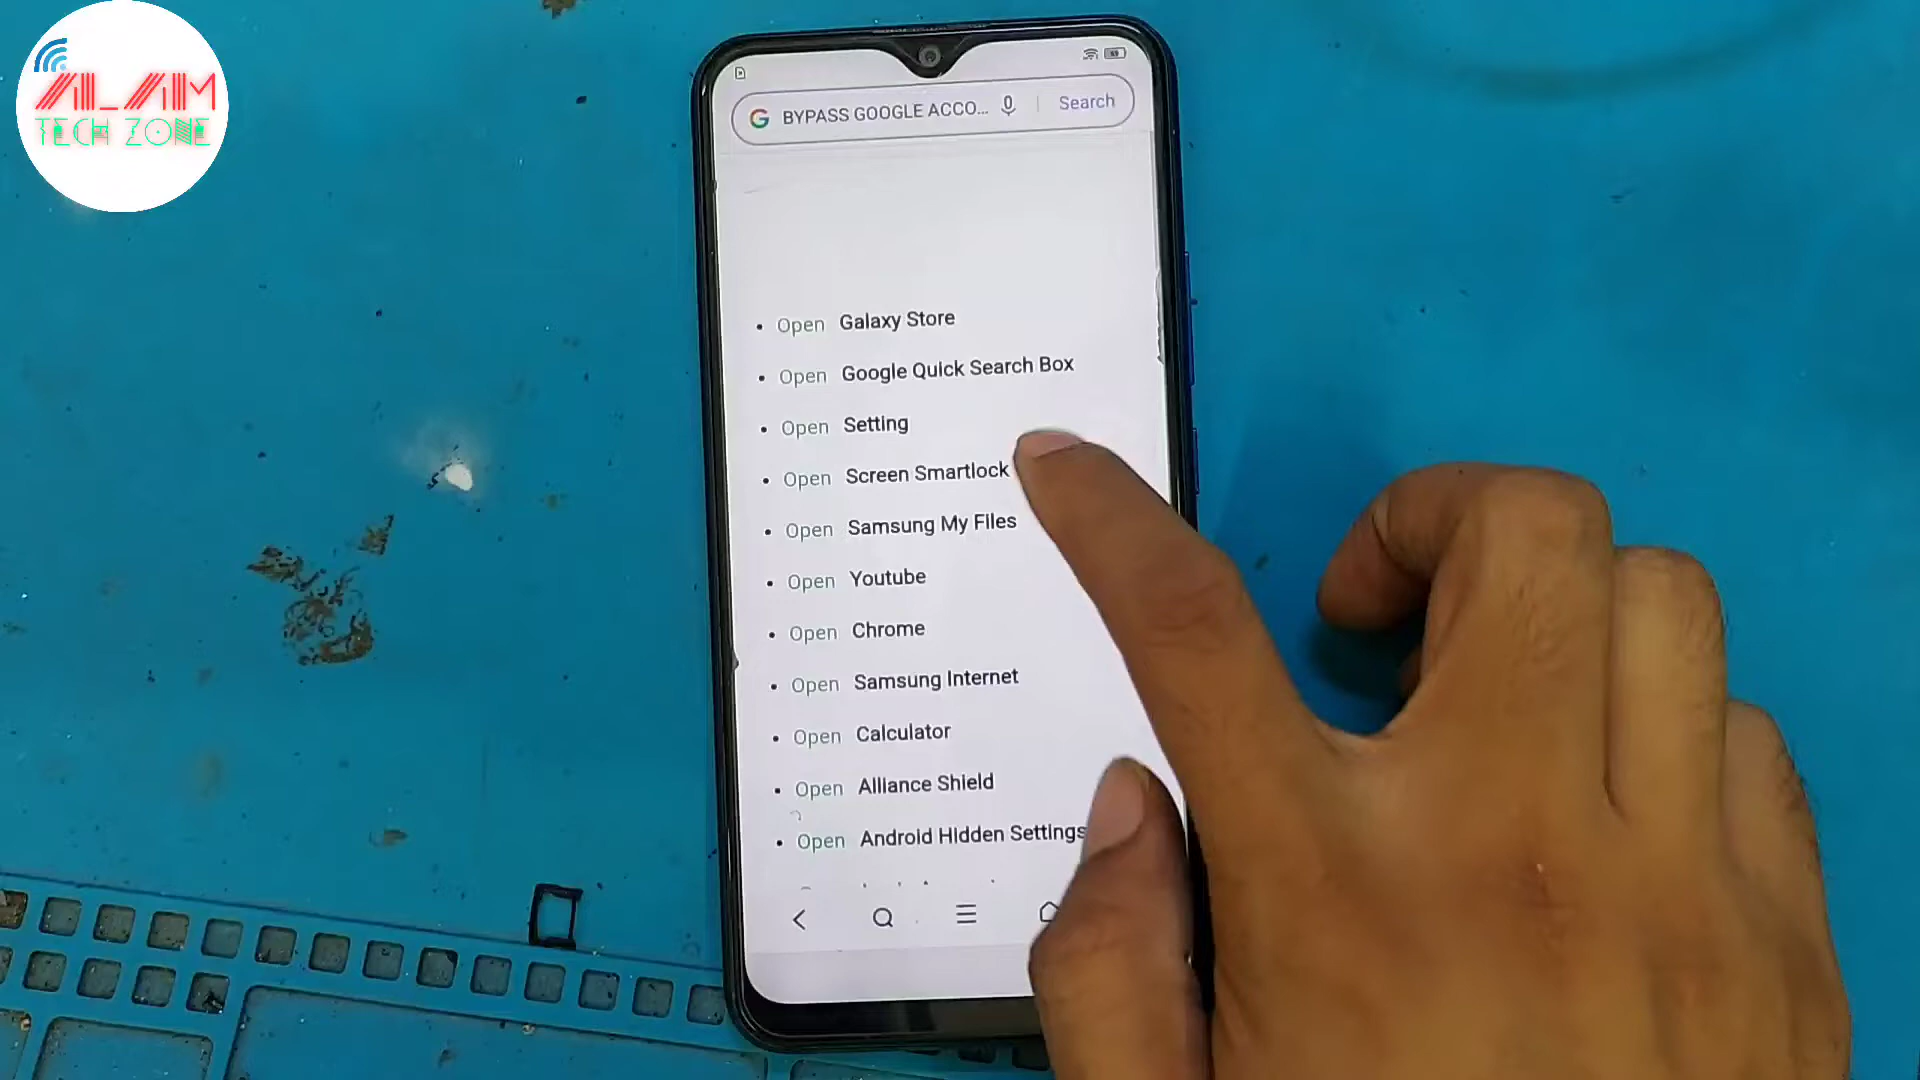 ALAM
TECH ZONE
BYPASS GOOGLE ACCO... Search
• Open Galaxy Store
• Open Google Quick Search Box
• Open Setting
• Open Screen Smartlock
• Open Samsung My Files
• Open Youtube
• Open Chrome
• Open Samsung Internet
• Open Calculator
• Open Alliance Shield
• Open Android Hidden Settings